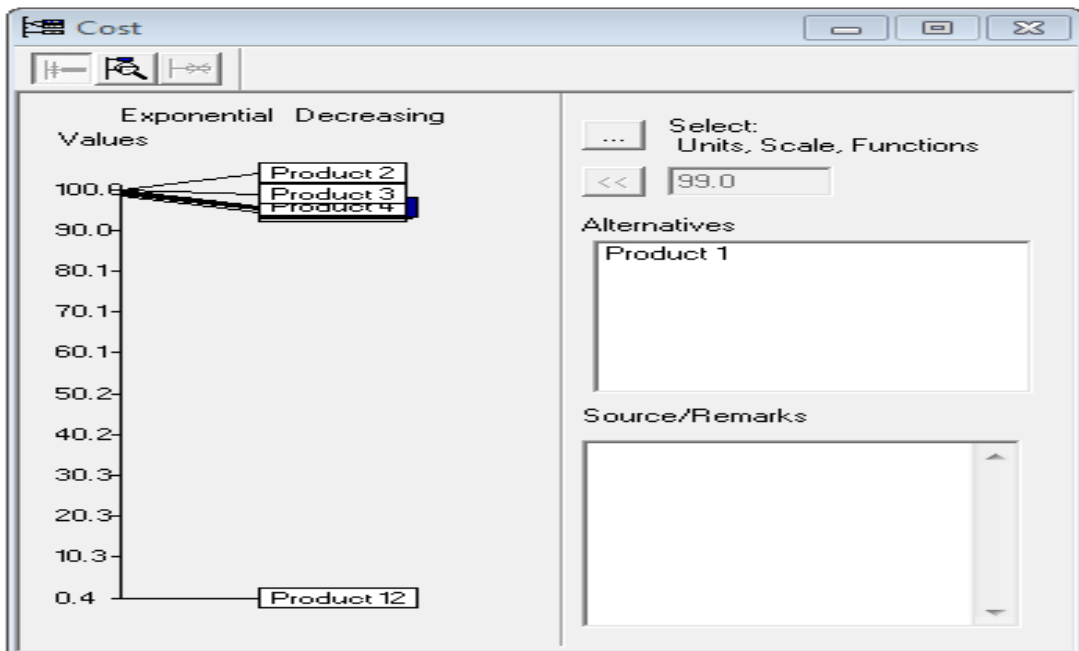 Cost
Exponential Decreasing
Values
Product 2
100.0
Product 3
Product 4
90.0
80.1
70.1
60.1
50.2
40.2
30.3
20.3
10.3
0.4
Product 12
...
Select:
Units, Scale, Functions
<<
99.0
Alternatives
Product 1
Source/Remarks